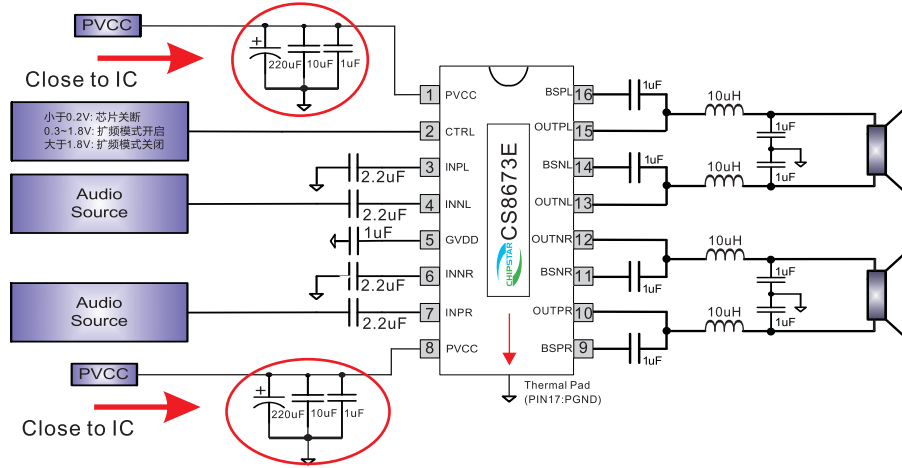 PVCC
220uF 10uF 1uF
Close to IC
小于0.2V: 芯片关断
0.3~1.8V: 扩频模式开启
大于1.8V: 扩频模式关闭
Audio
Source
2.2uF
2.2uF
1uF
2.2uF
2.2uF
Audio
Source
PVCC
220uF 10uF 1uF
Close to IC
1 PVCC
2 CTRL
3 INPL
4 INNL
5 GVDD
6 INNR
7 INPR
8 PVCC
CS8673E
CHIPSTAR
BSPL 16
OUTPL 15
BSNL 14
OUTNL 13
OUTNR 12
BSNR 11
OUTPR 10
BSPR 9
Thermal Pad
(PIN17:PGND)
1uF
10uH
1uF
1uF
1uF
10uH
10uH
1uF
1uF
1uF
10uH
1uF